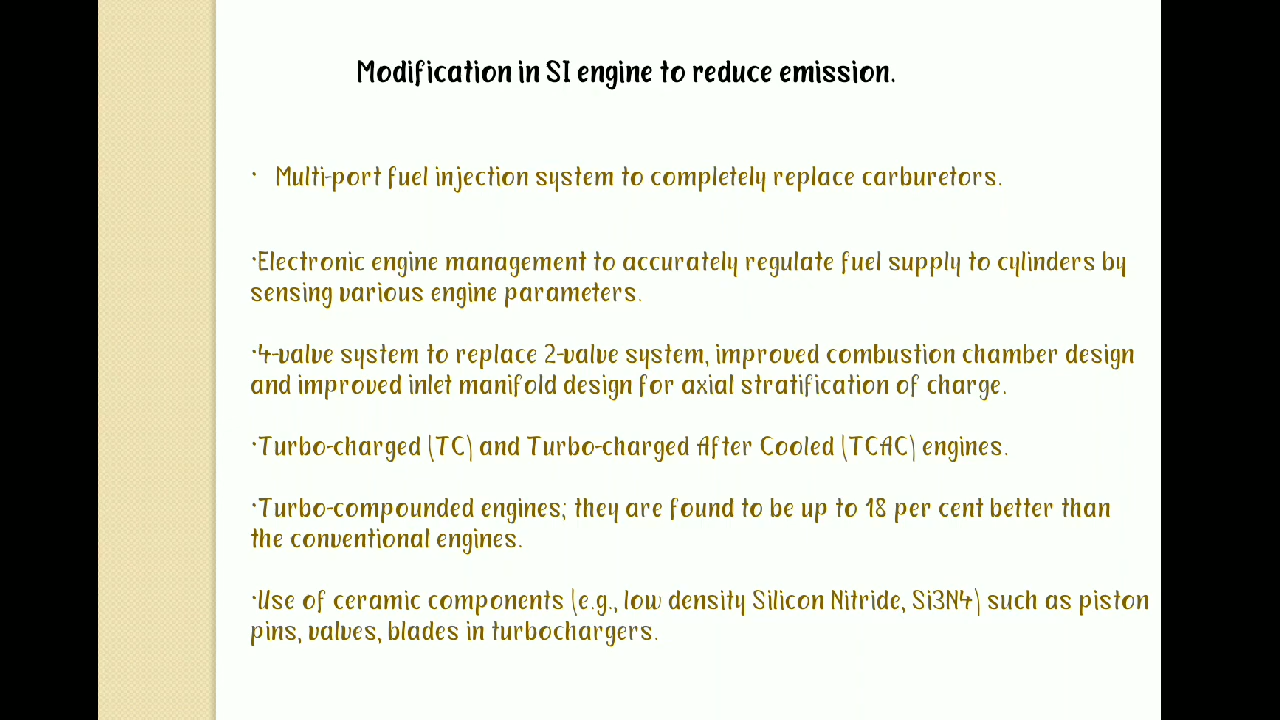 Modification in SI engine to reduce emission.
• Multi-port fuel injection system to completely replace carburetors.
•Electronic engine management to accurately regulate fuel supply to cylinders by
sensing various engine parameters.
•4-valve system to replace 2-valve system, improved combustion chamber design
and improved inlet manifold design for axial stratification of charge.
•Turbo-charged (TC) and Turbo-charged After Cooled (TCAC) engines.
•Turbo-compounded engines; they are found to be up to 18 per cent better than
the conventional engines.
•Use of ceramic components (e.g., low density Silicon Nitride, Si3N4) such as piston
pins, valves, blades in turbochargers.